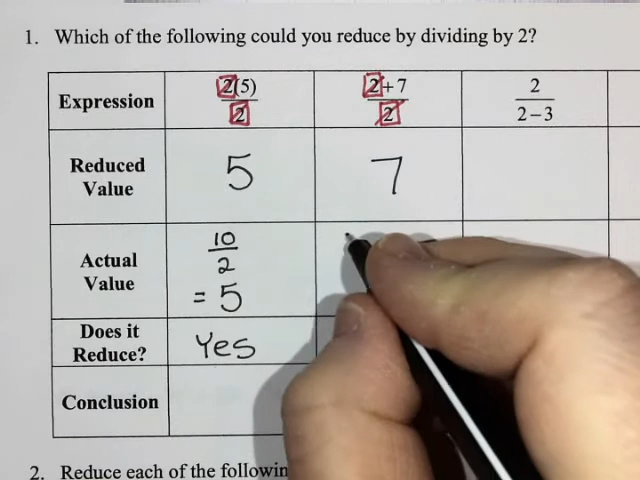 1. Which of the following could you reduce by dividing by 2?
Expression 2(5)/2 2+7/2 2/2−3
Reduced Value 5 7
Actual Value 10/2 = 5
Does it Reduce? Yes
Conclusion
2. Reduce each of the followin